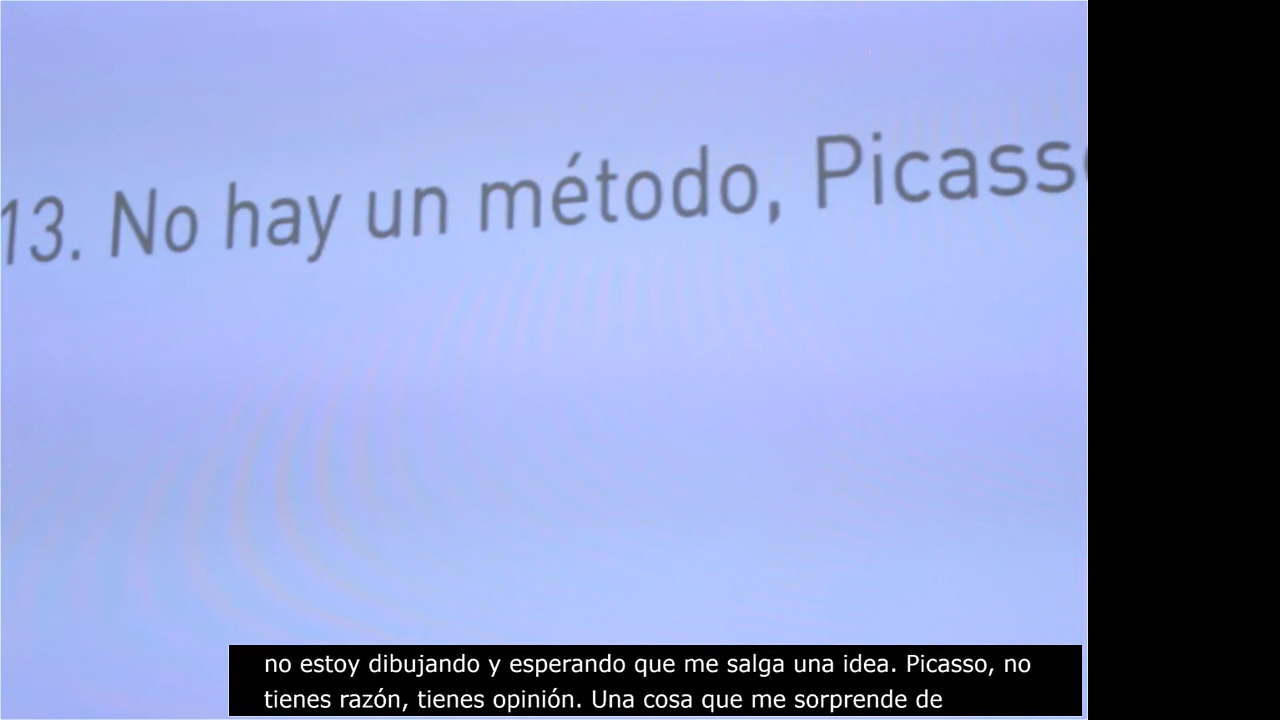 13. No hay un método, Picasso
no estoy dibujando y esperando que me salga una idea. Picasso, no
tienes razón, tienes opinión. Una cosa que me sorprende de